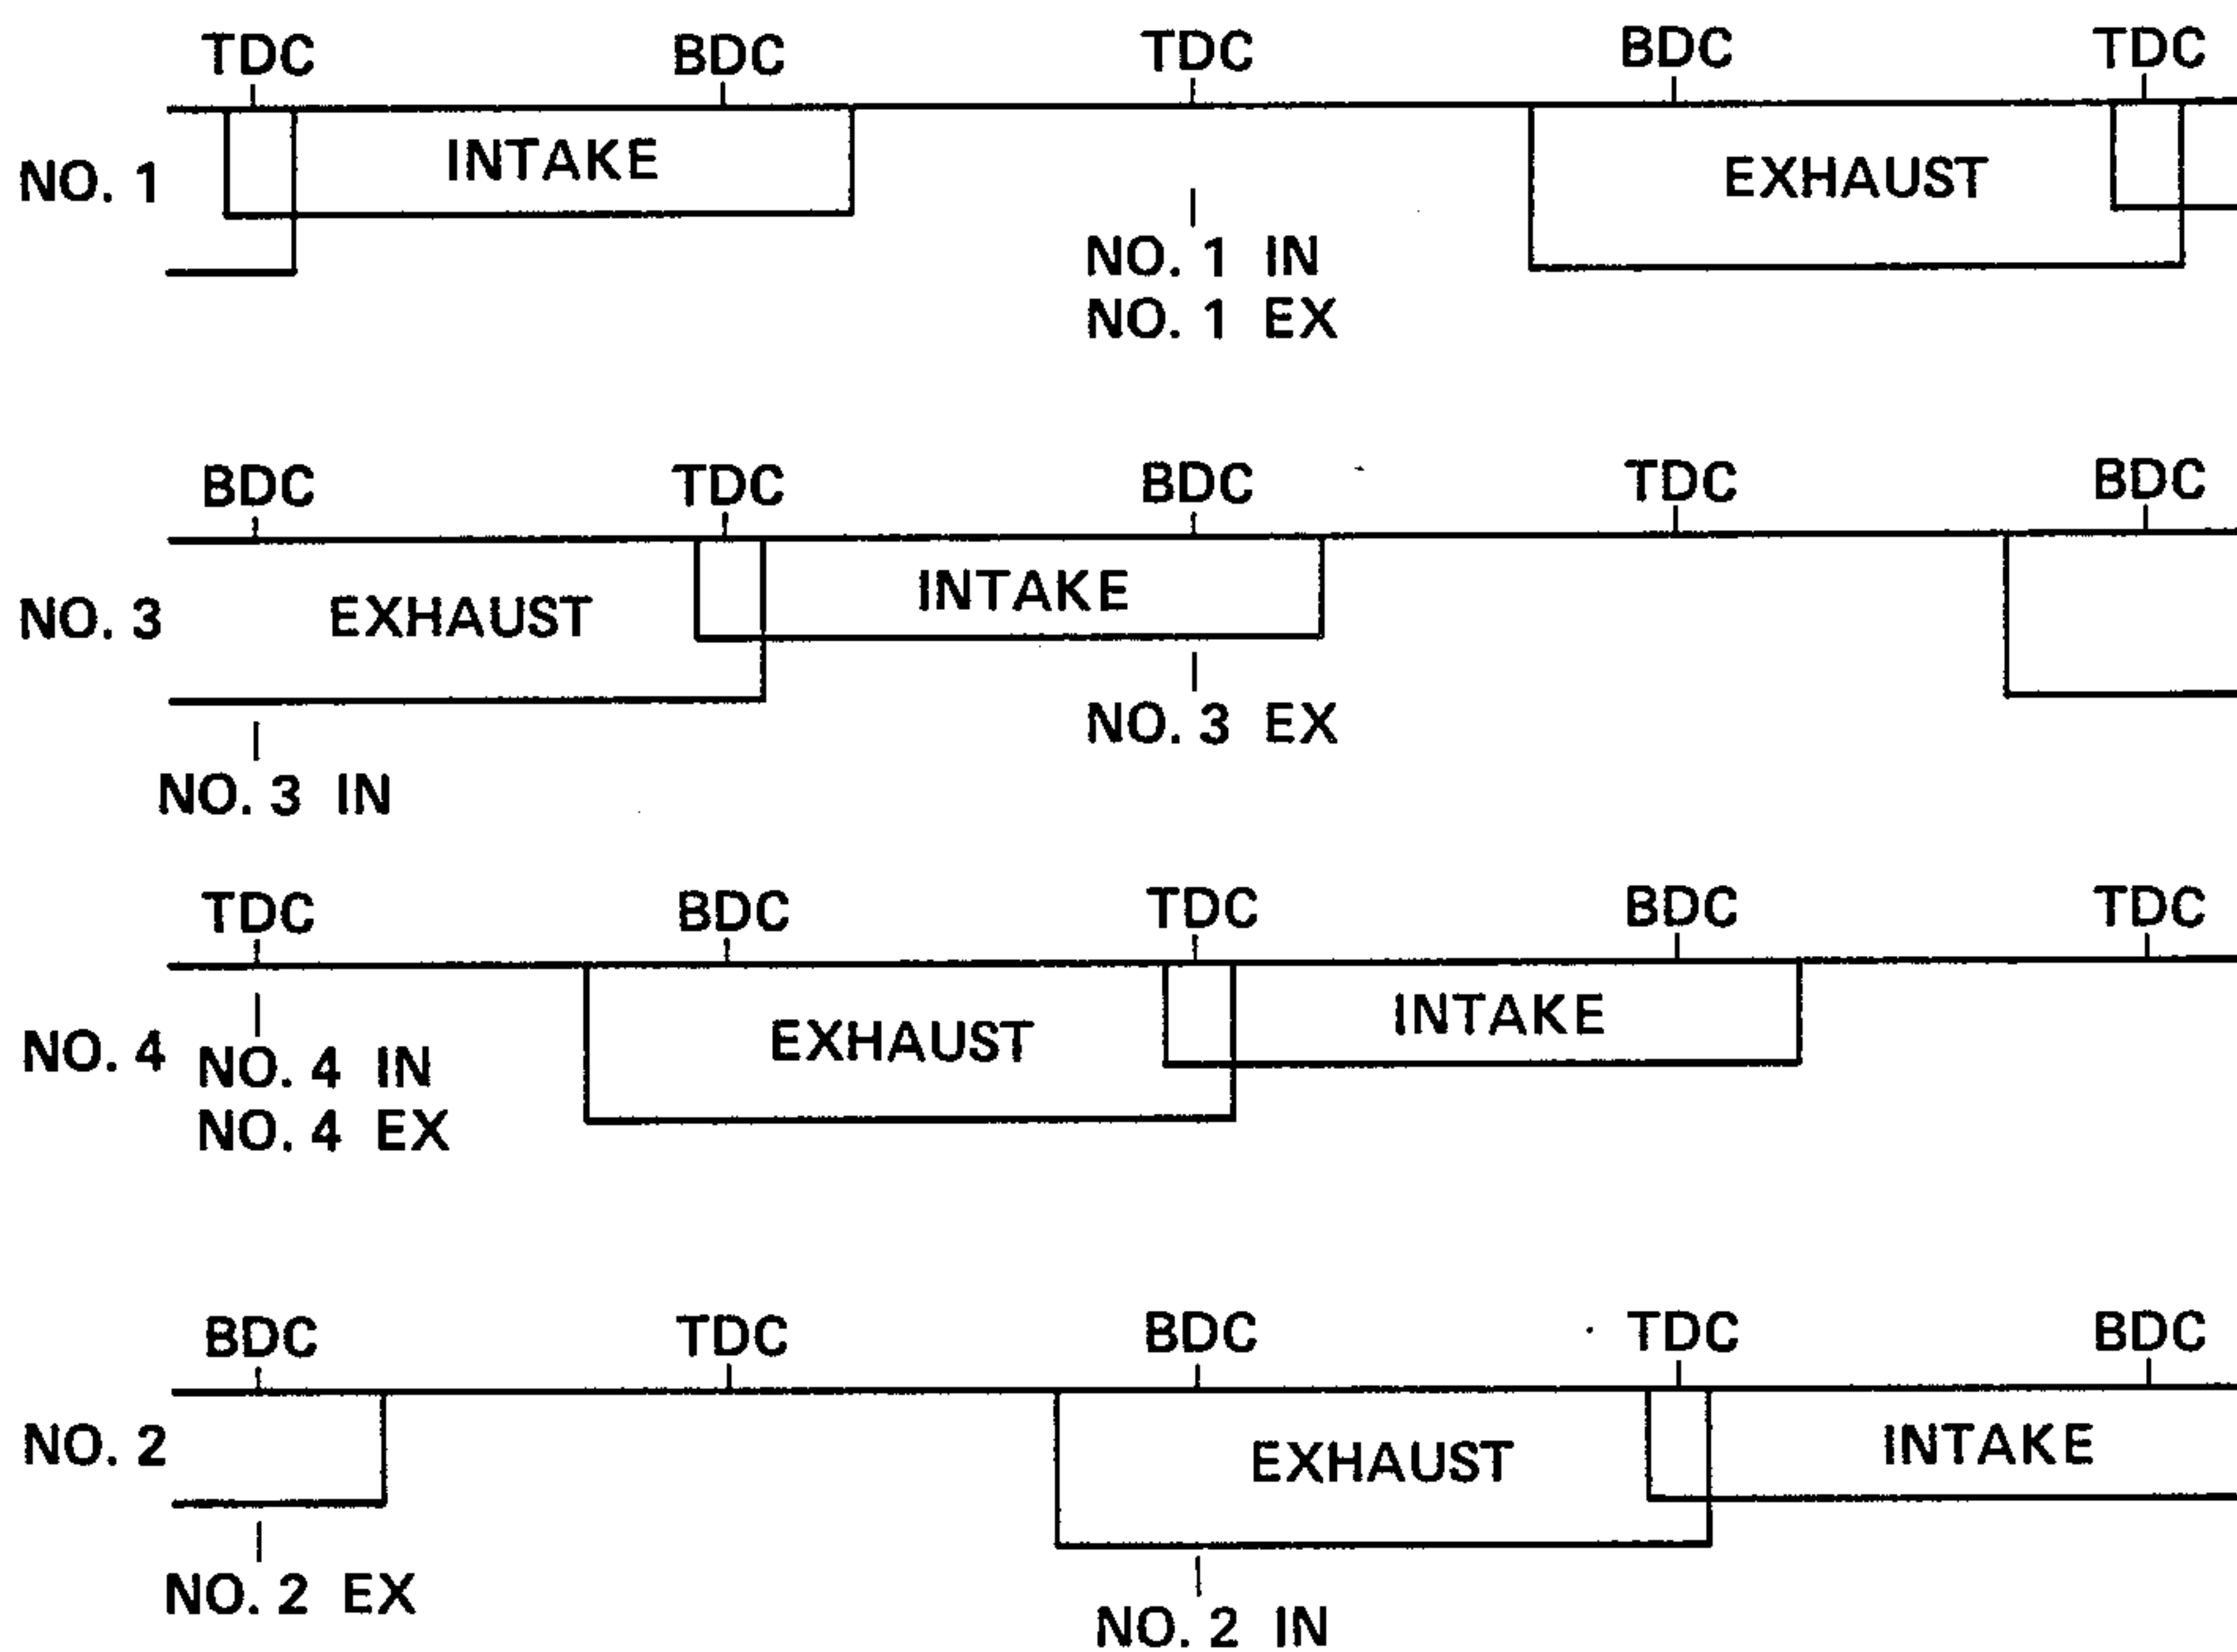 TDC BDC TDC BDC TDC
NO. 1 INTAKE EXHAUST
NO. 1 IN
NO. 1 EX
BDC TDC BDC TDC BDC
NO. 3 EXHAUST INTAKE
NO. 3 EX
NO. 3 IN
TDC BDC TDC BDC TDC
NO. 4 EXHAUST INTAKE
NO. 4 IN
NO. 4 EX
BDC TDC BDC TDC BDC
NO. 2 EXHAUST INTAKE
NO. 2 EX
NO. 2 IN